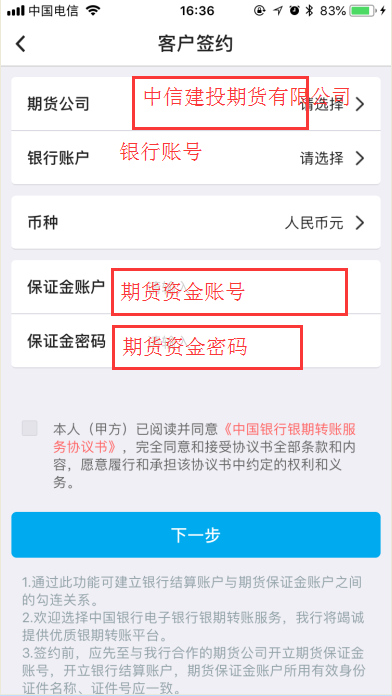 中国电信 16:36 83%
客户签约
期货公司 中信建投期货有限公司 请选择
银行账户 银行账号 请选择
币种 人民币元
保证金账户 期货资金账号
保证金密码 期货资金密码
本人（甲方）已阅读并同意《中国银行银期转账服
务协议书》，完全同意和接受协议书全部条款和内
容，愿意履行和承担该协议书中约定的权利和义
务。
下一步
1.通过此功能可建立银行结算账户与期货保证金账户之间
的勾连关系。
2.欢迎选择中国银行电子银行银期转账服务，我行将竭诚
提供优质银期转账平台。
3.签约前，应先至与我行合作的期货公司开立期货保证金
账号，开立银行结算账户，期货保证金账户所用有效身份
证件名称、证件号应一致。